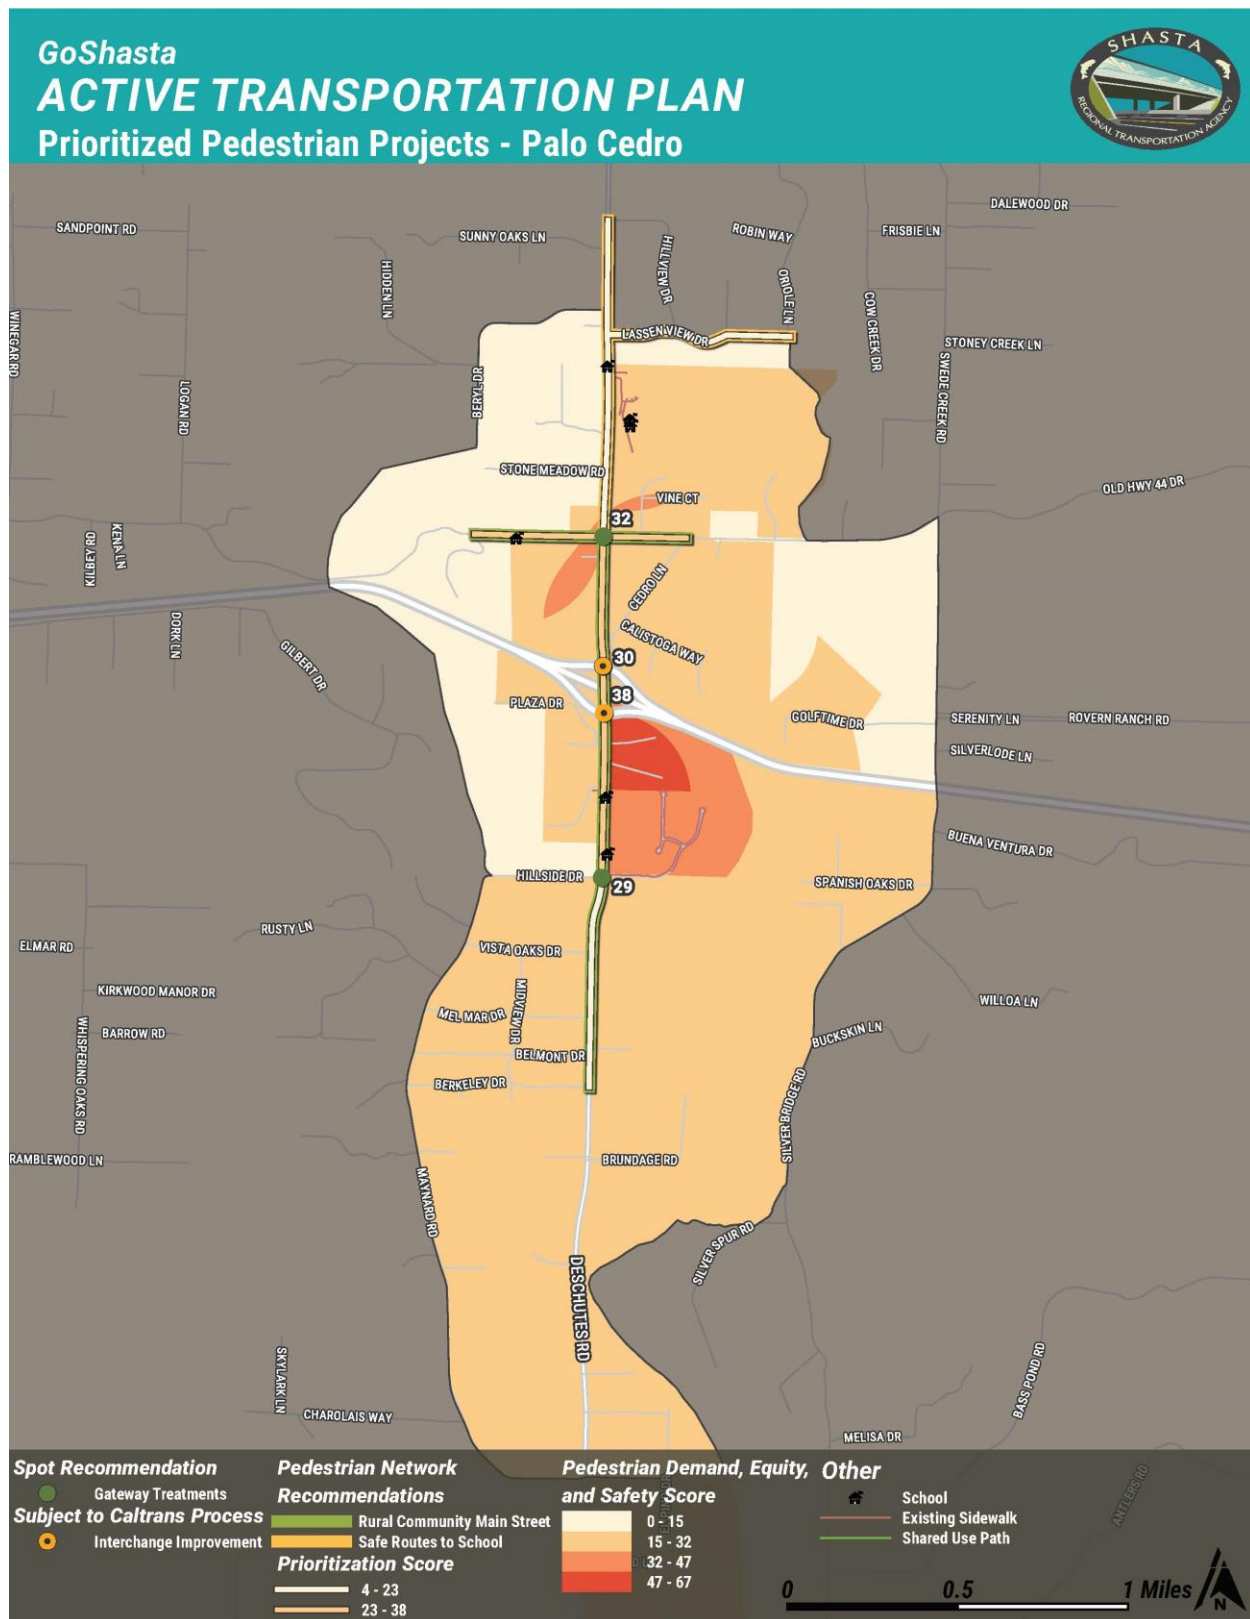 GoShasta
ACTIVE TRANSPORTATION PLAN
Prioritized Pedestrian Projects - Palo Cedro
SHASTA
REGIONAL TRANSPORTATION AGENCY
DALEWOOD DR
SANDPOINT RD
SUNNY OAKS LN
ROBIN WAY
FRISBIE LN
HIDDEN LN
HILLVIEW DR
ORIOLE LN
COW CREEK DR
WINEGAR RD
LASSEN VIEW DR
STONEY CREEK LN
LOGAN RD
BERYL DR
SWEDE CREEK RD
STONE MEADOW RD
OLD HWY 44 DR
VINE CT
32
KILBEY RD
KENA LN
CEDRO LN
DORK LN
GILBERT DR
CALISTOGA WAY
30
38
PLAZA DR
GOLFTIME DR
SERENITY LN
ROVERN RANCH RD
SILVERLODE LN
BUENA VENTURA DR
HILLSIDE DR
29
SPANISH OAKS DR
RUSTY LN
ELMAR RD
VISTA OAKS DR
KIRKWOOD MANOR DR
MIDVIEW DR
WILLOA LN
MEL MAR DR
BARROW RD
WHISPERING OAKS RD
BUCKSKIN LN
BELMONT DR
BERKELEY DR
SILVER BRIDGE RD
RAMBLEWOOD LN
BRUNDAGE RD
MAYNARD RD
SILVER SPUR RD
DESCHUTES RD
SKYLARK LN
BASS POND RD
CHAROLAIS WAY
MELISA DR
ANTLERS RD
Spot Recommendation
Gateway Treatments
Subject to Caltrans Process
Interchange Improvement
Pedestrian Network
Recommendations
Rural Community Main Street
Safe Routes to School
Prioritization Score
4 - 23
23 - 38
Pedestrian Demand, Equity,
and Safety Score
0 - 15
15 - 32
32 - 47
47 - 67
Other
School
Existing Sidewalk
Shared Use Path
0 0.5 1 Miles
N